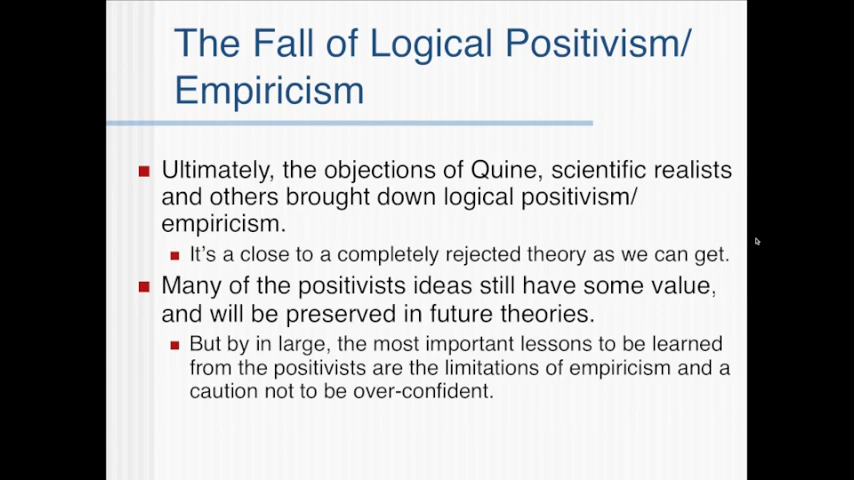 The Fall of Logical Positivism/
Empiricism
Ultimately, the objections of Quine, scientific realists
and others brought down logical positivism/
empiricism.
It's a close to a completely rejected theory as we can get.
Many of the positivists ideas still have some value,
and will be preserved in future theories.
But by in large, the most important lessons to be learned
from the positivists are the limitations of empiricism and a
caution not to be over-confident.